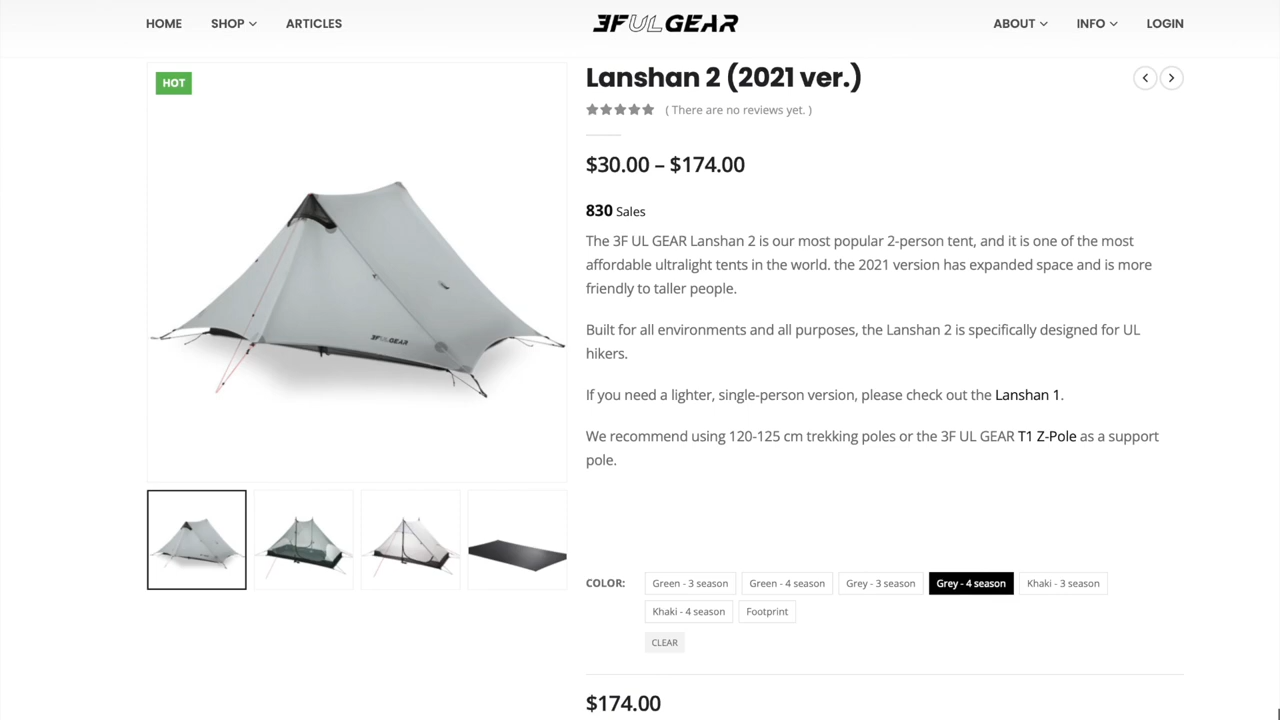 HOME SHOP ARTICLES 3FULGEAR ABOUT INFO LOGIN
HOT
Lanshan 2 (2021 ver.)
( There are no reviews yet. )
$30.00 – $174.00
830 Sales
The 3F UL GEAR Lanshan 2 is our most popular 2-person tent, and it is one of the most
affordable ultralight tents in the world. the 2021 version has expanded space and is more
friendly to taller people.
Built for all environments and all purposes, the Lanshan 2 is specifically designed for UL
hikers.
If you need a lighter, single-person version, please check out the Lanshan 1.
We recommend using 120-125 cm trekking poles or the 3F UL GEAR T1 Z-Pole as a support
pole.
3FULGEAR
COLOR: Green - 3 season Green - 4 season Grey - 3 season Grey - 4 season Khaki - 3 season
Khaki - 4 season Footprint
CLEAR
$174.00